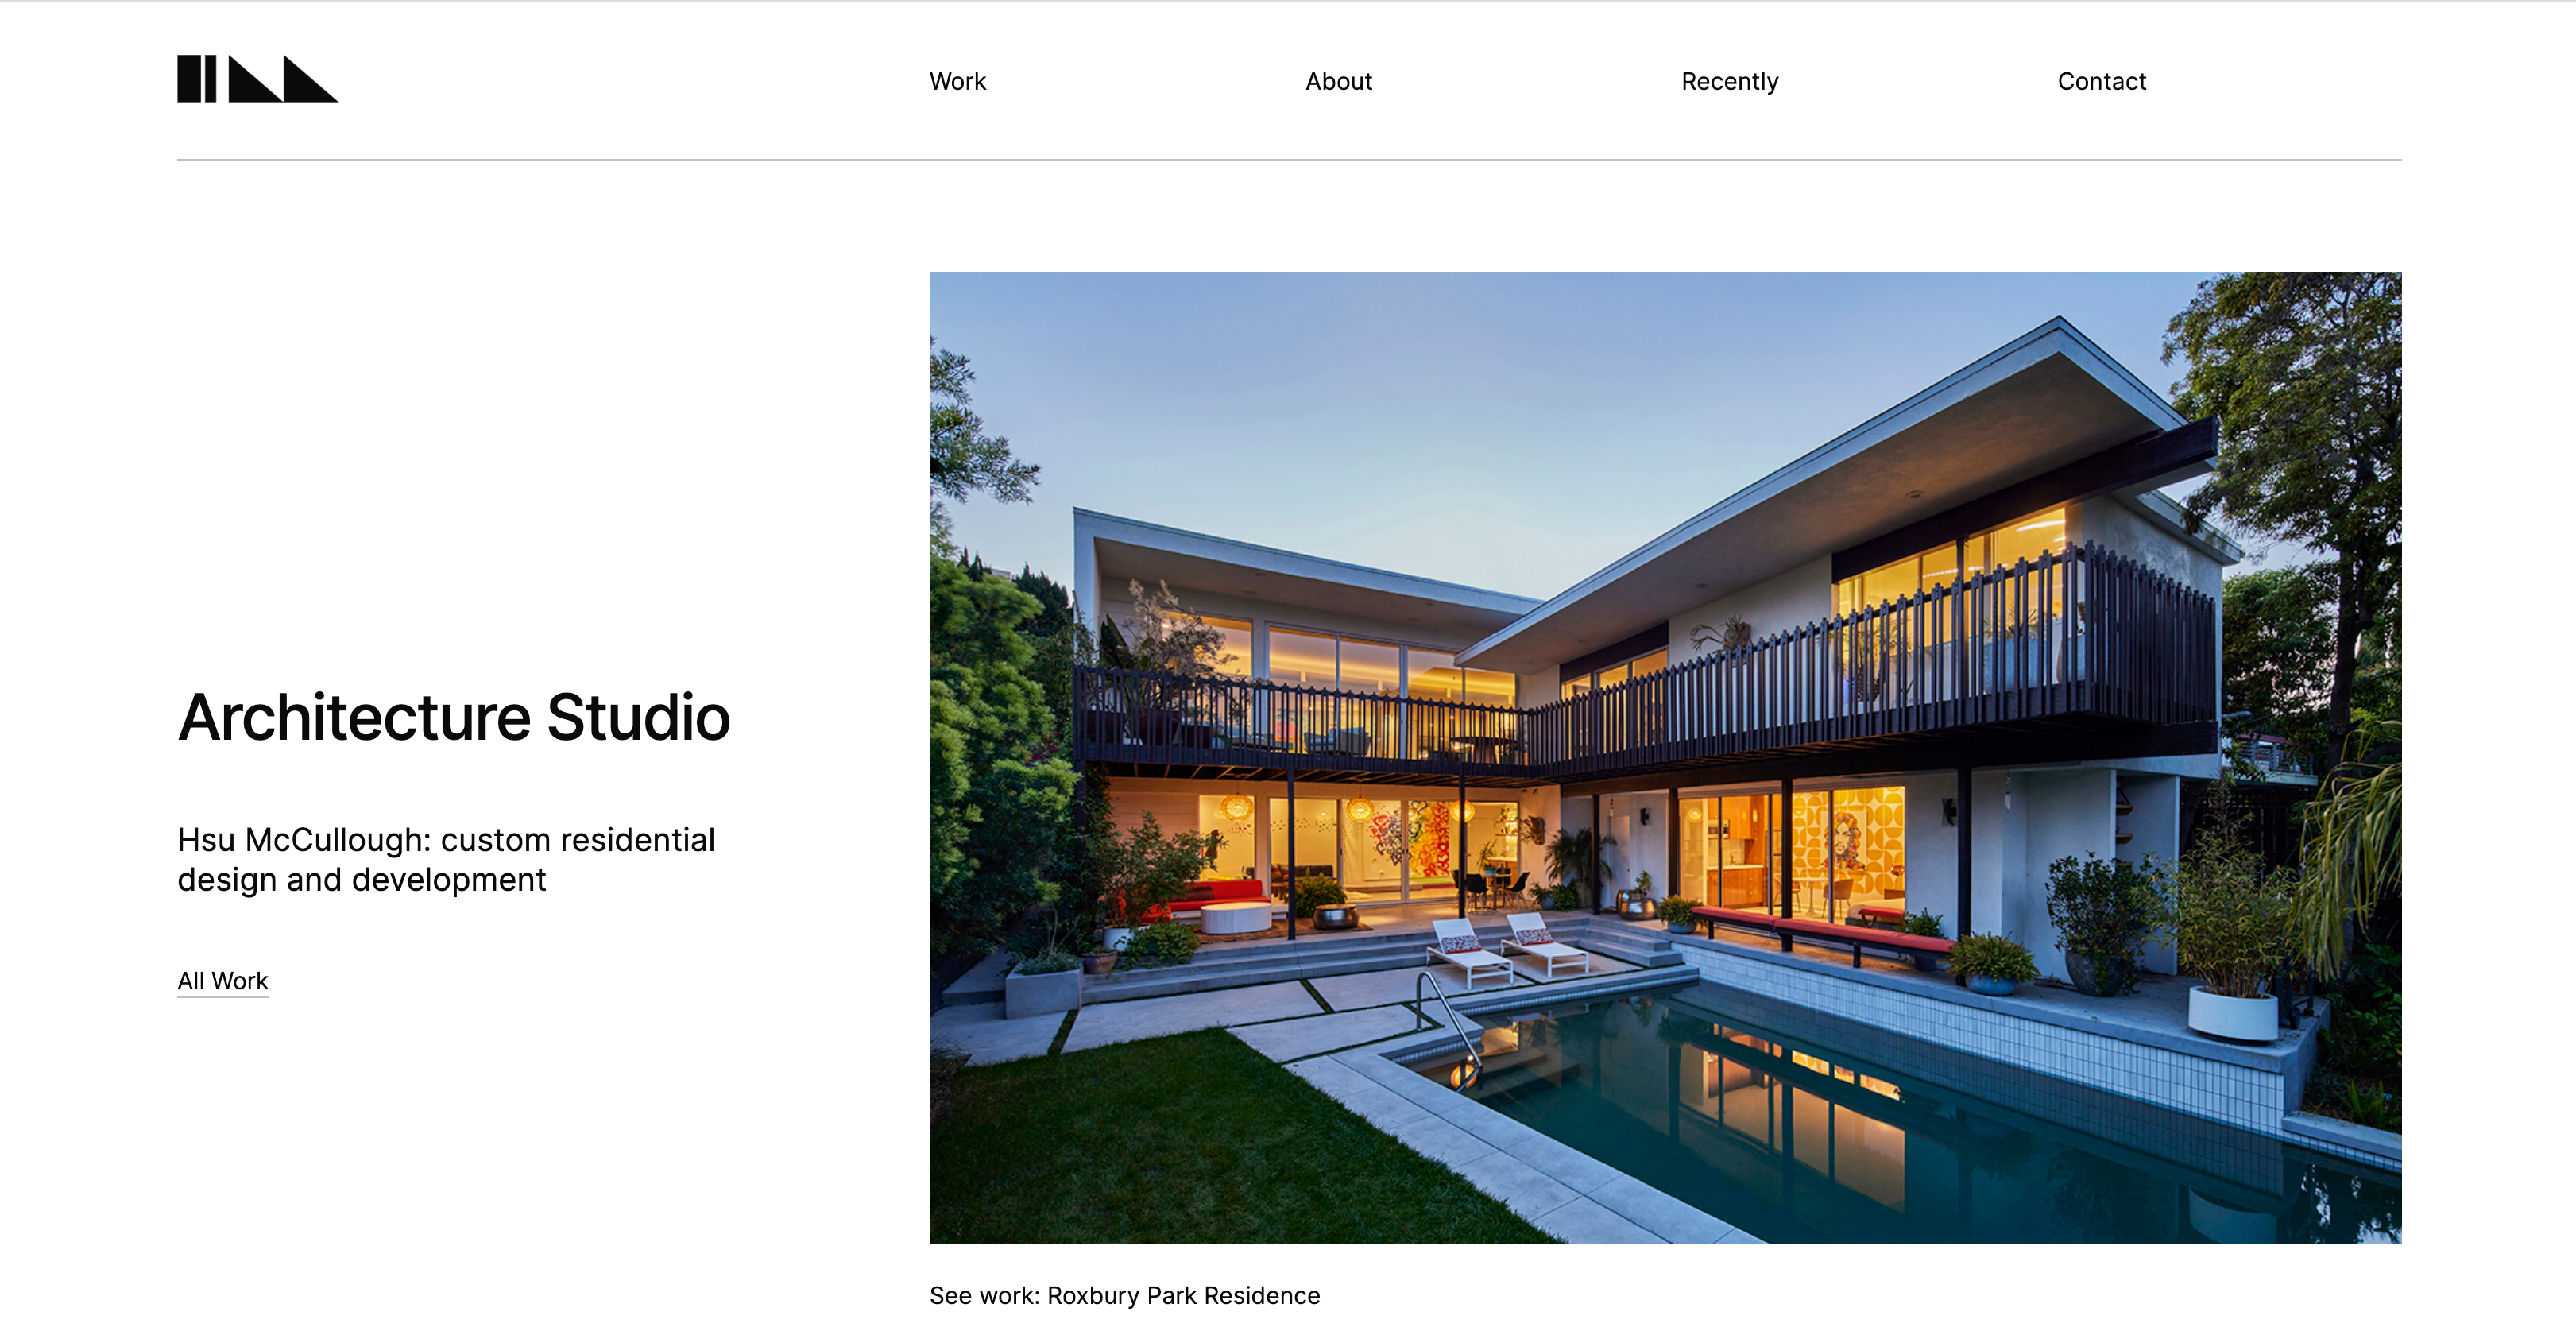 Work
About
Recently
Contact
Architecture Studio
Hsu McCullough: custom residential
design and development
All Work
See work: Roxbury Park Residence